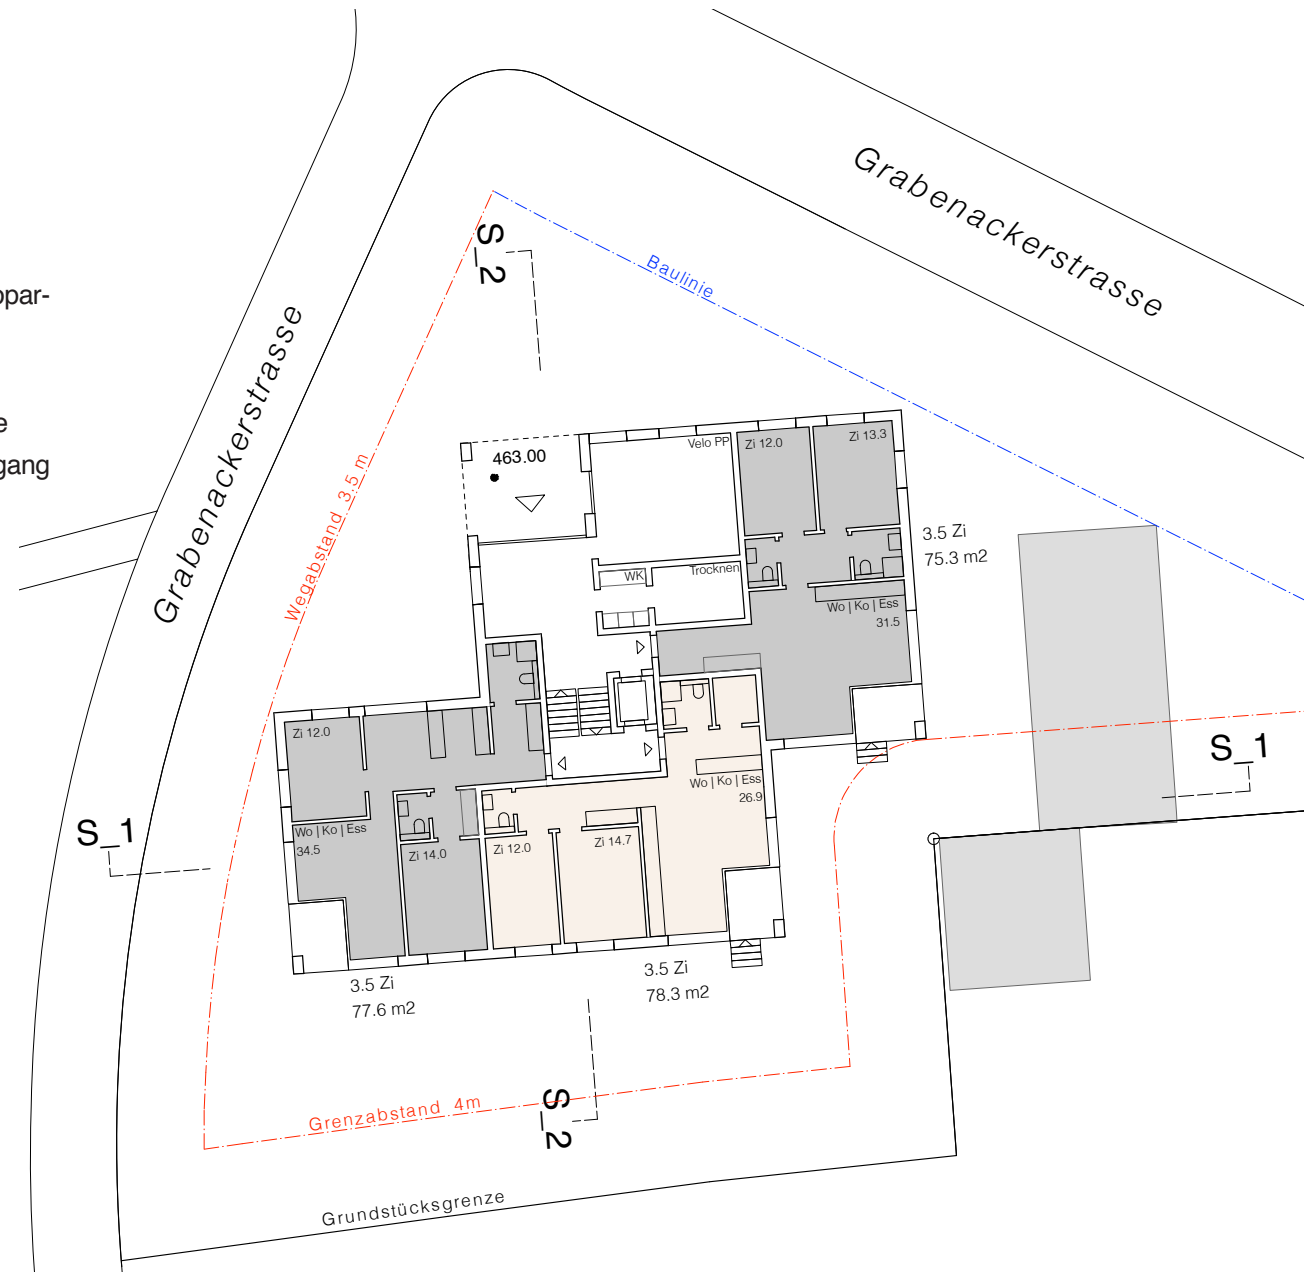 Grabenackerstrasse
S_2
Baulinie
opar-
e
gang
Grabenackerstrasse
Wegabstand 3.5 m
463.00
Velo PP
Zi 12.0
Zi 13.3
3.5 Zi
75.3 m2
WK
Trocknen
Wo | Ko | Ess
31.5
Zi 12.0
Wo | Ko | Ess
26.9
S_1
S_1
Wo | Ko | Ess
34.5
Zi 14.0
Zi 12.0
Zi 14.7
3.5 Zi
77.6 m2
3.5 Zi
78.3 m2
Grenzabstand 4m
S_2
Grundstücksgrenze